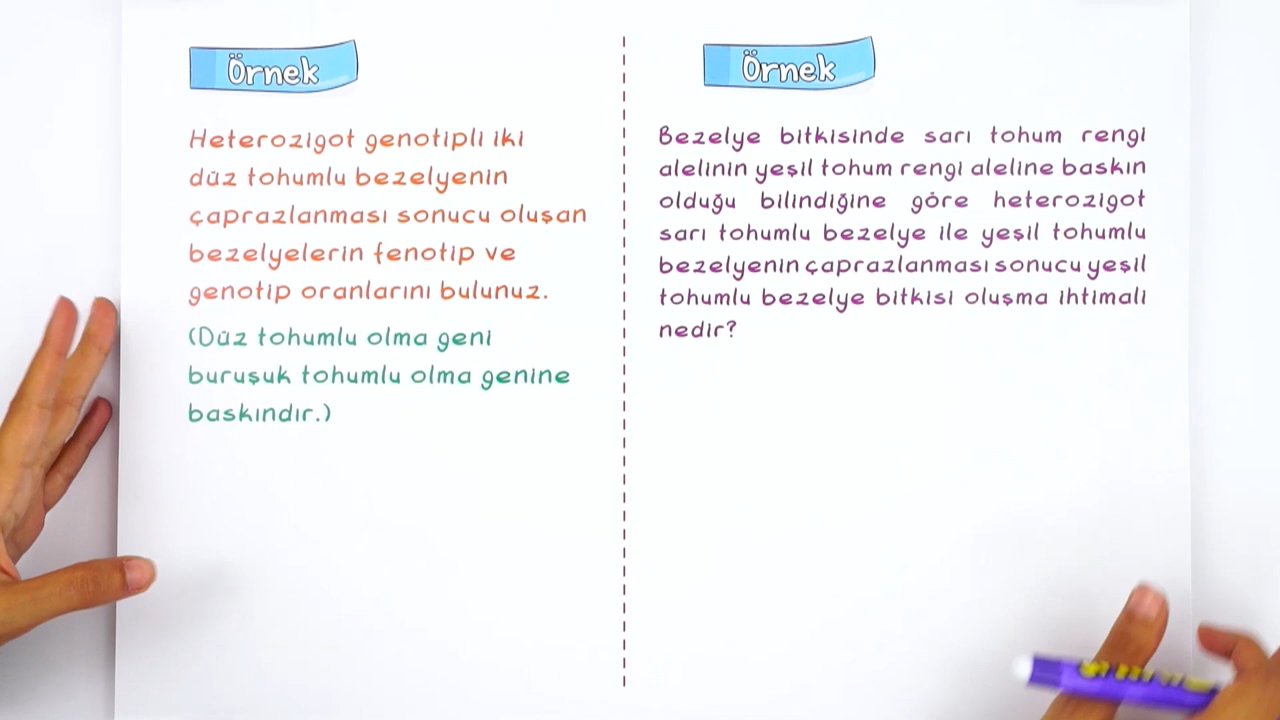 Örnek
Heterozigot genotipli iki
düz tohumlu bezelyenin
çaprazlanması sonucu oluşan
bezelyelerin fenotip ve
genotip oranlarını bulunuz.
(Düz tohumlu olma geni
buruşuk tohumlu olma genine
baskındır.)
Örnek
Bezelye bitkisinde sarı tohum rengi
alelinin yeşil tohum rengi aleline baskın
olduğu bilindiğine göre heterozigot
sarı tohumlu bezelye ile yeşil tohumlu
bezelyenin çaprazlanması sonucu yeşil
tohumlu bezelye bitkisi oluşma ihtimali
nedir?